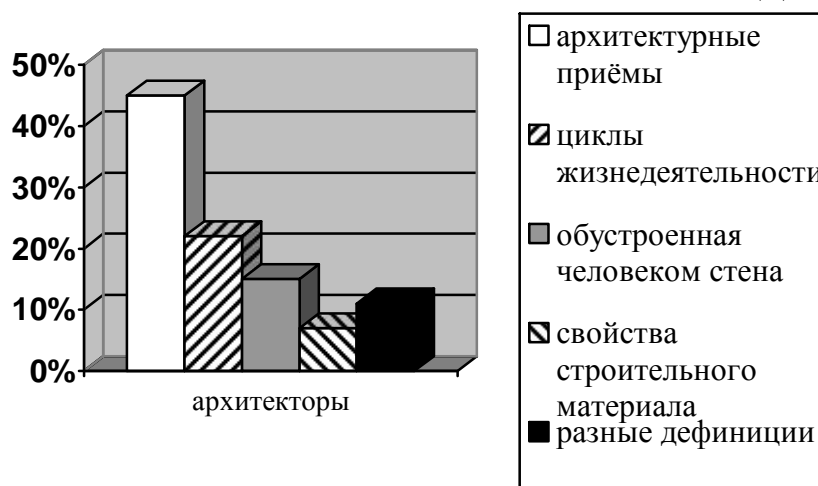 50%
40%
30%
20%
10%
0%
архитекторы
архитектурные
приёмы
циклы
жизнедеятельности
обустроенная
человеком стена
свойства
строительного
материала
разные дефиниции